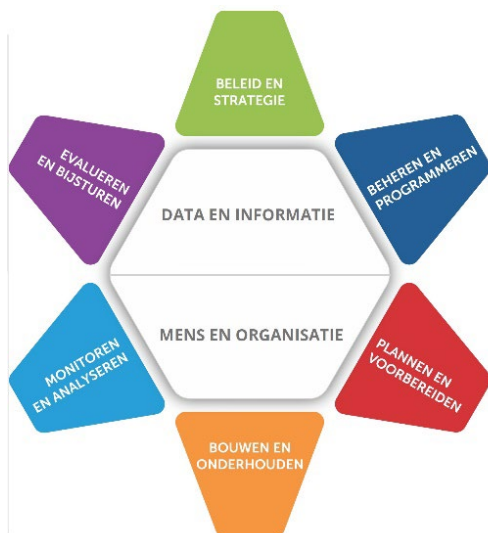 BELEID EN
STRATEGIE
BEHEREN EN
PROGRAMMEREN
PLANNEN EN
VOORBEREIDEN
BOUWEN EN
ONDERHOUDEN
MONITOREN
EN ANALYSEREN
EVALUEREN
EN BIJSTUREN
DATA EN INFORMATIE
MENS EN ORGANISATIE